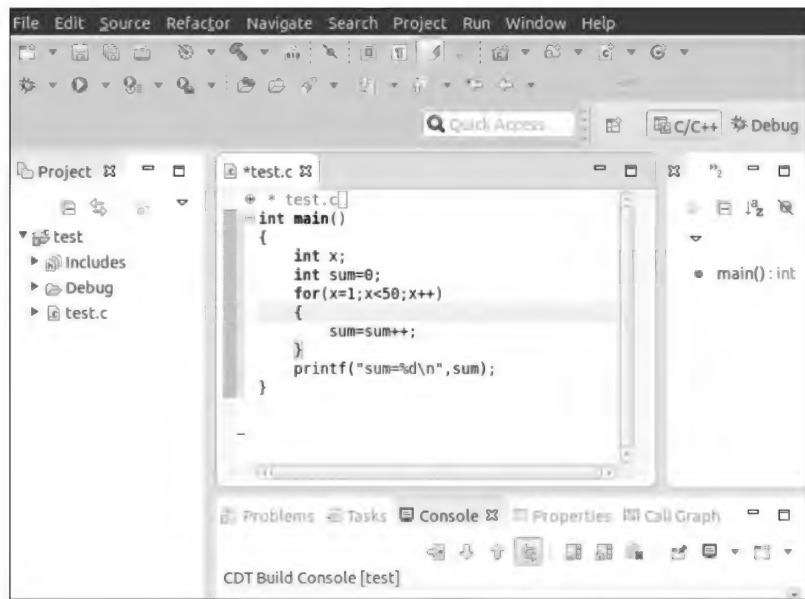 File Edit Source Refactor Navigate Search Project Run Window Help
Quick Access
C/C++ Debug
Project
*test.c
test
Includes
Debug
test.c
* test.c
int main()
{
int x;
int sum=0;
for(x=1;x<50;x++)
{
sum=sum++;
}
printf("sum=%d\n",sum);
}
main() : int
Problems Tasks Console Properties Call Graph
CDT Build Console [test]